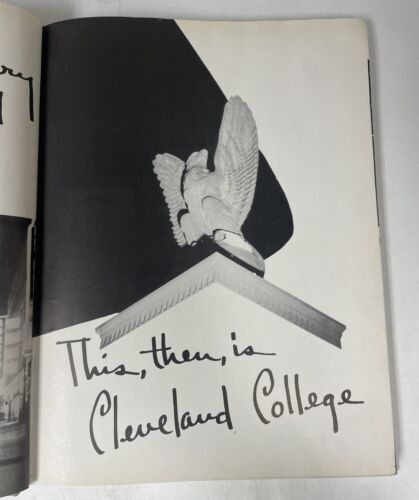 This, then, is
Cleveland College